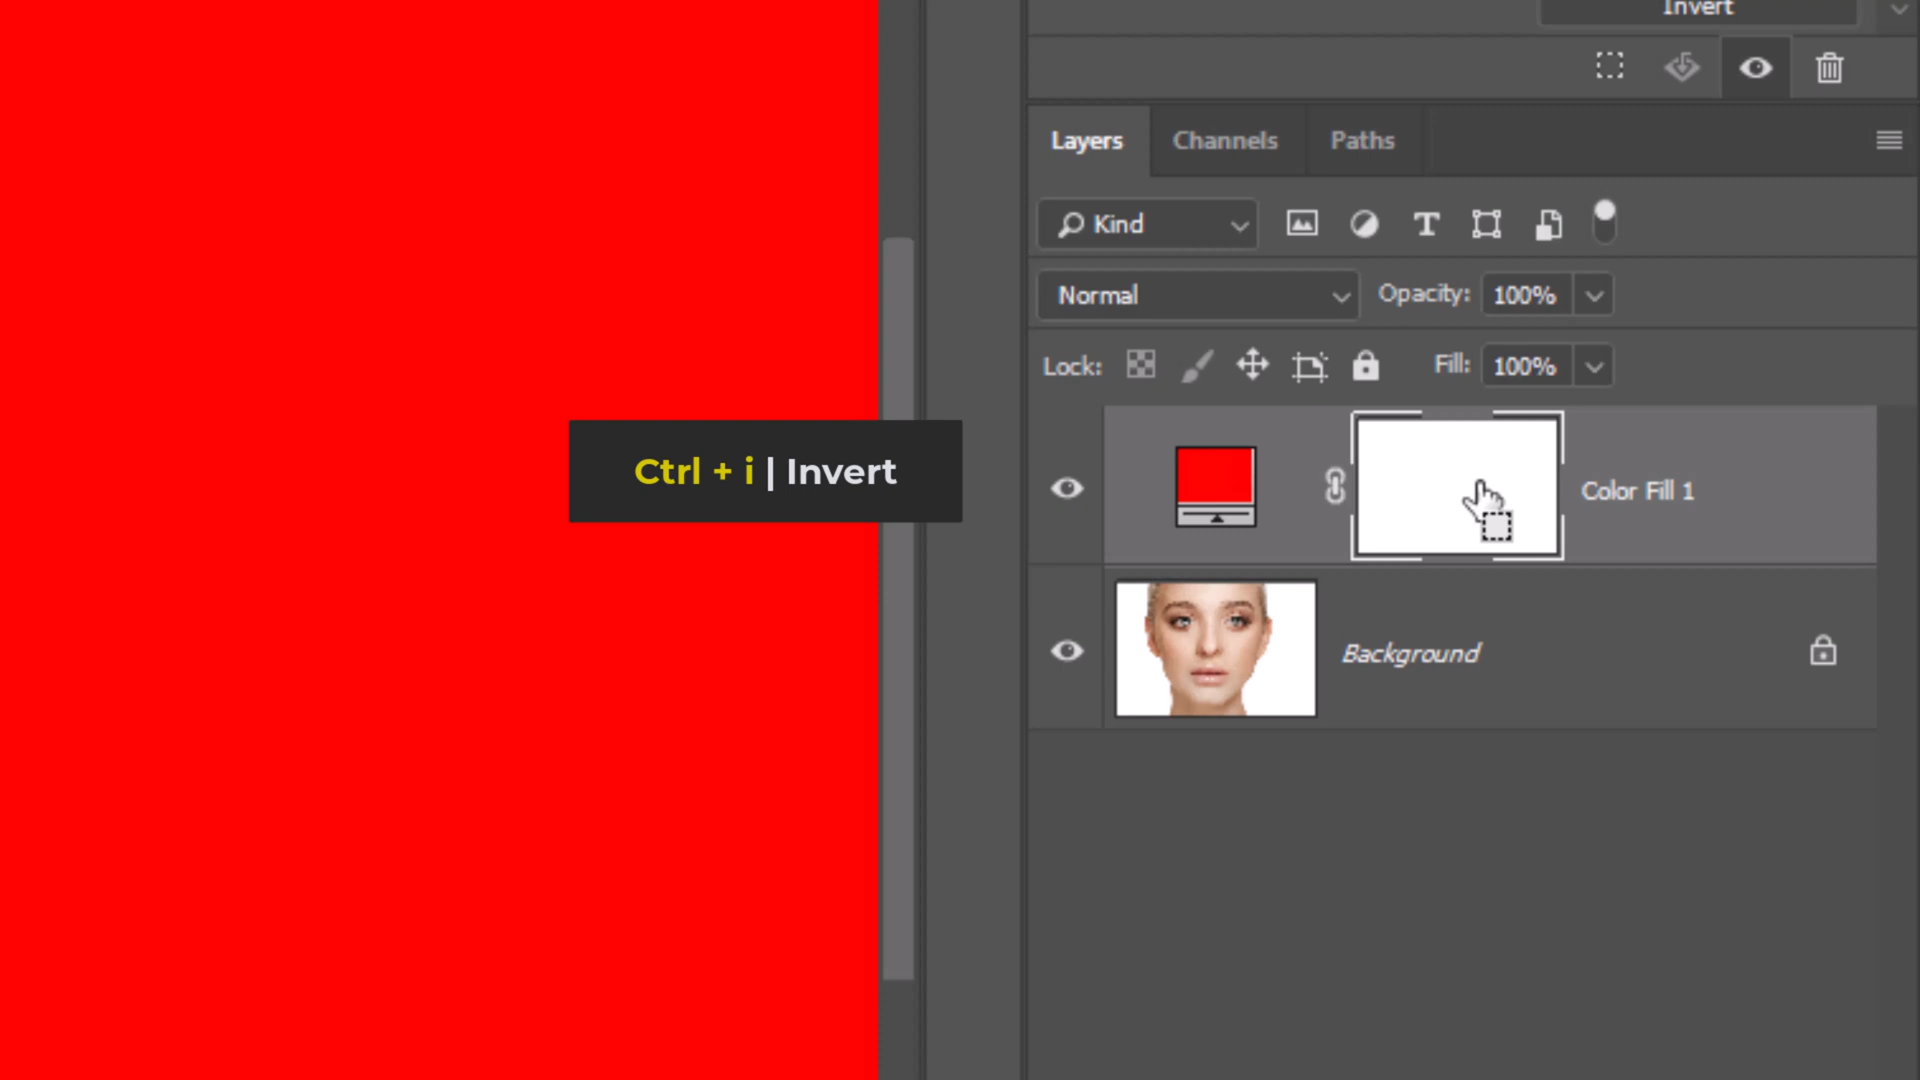 Invert
Layers Channels Paths
Kind
Normal Opacity: 100%
Lock: Fill: 100%
Ctrl + i | Invert
Color Fill 1
Background